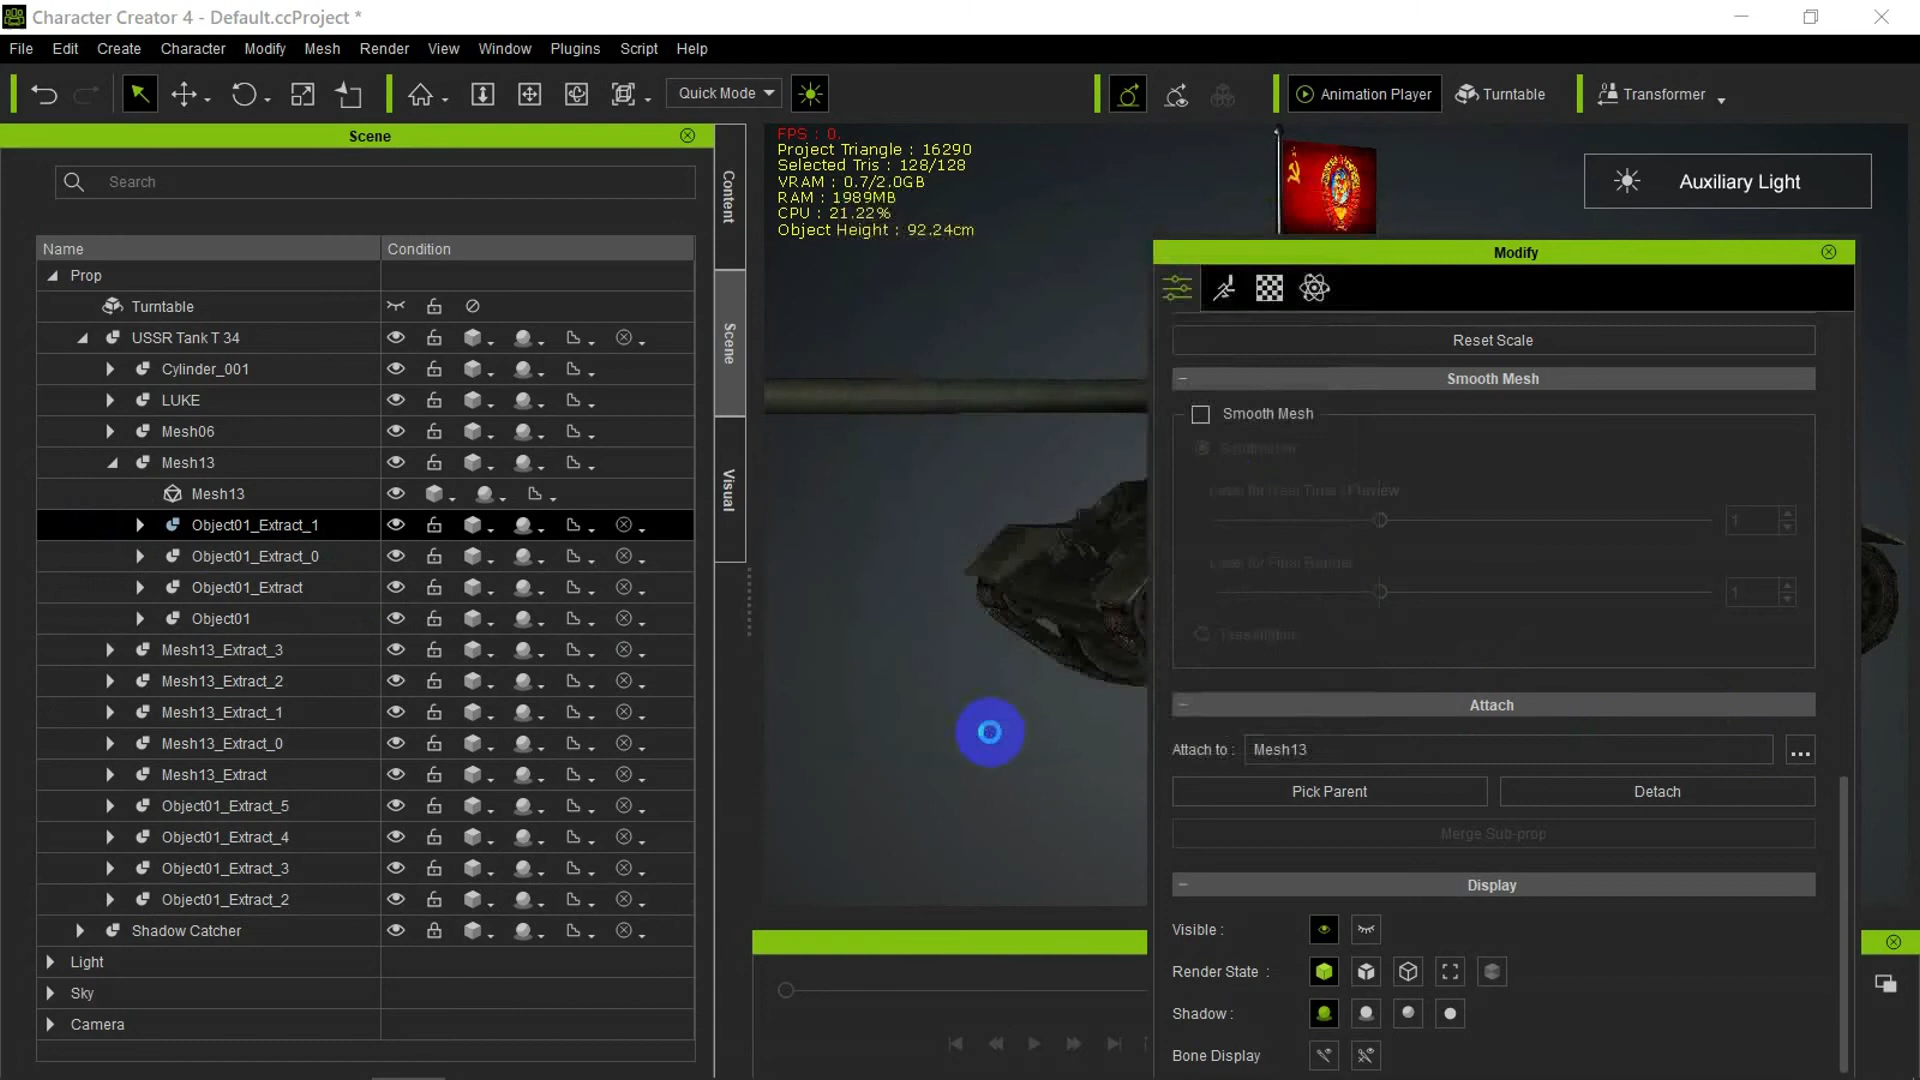 Character Creator 4 - Default.ccProject *
File Edit Create Character Modify Mesh Render View Window Plugins Script Help
Quick Mode
Animation Player
Turntable
Transformer
Scene
Search
Name Condition
Prop
Turntable
USSR Tank T 34
Cylinder_001
LUKE
Mesh06
Mesh13
Mesh13
Object01_Extract_1
Object01_Extract_0
Object01_Extract
Object01
Mesh13_Extract_3
Mesh13_Extract_2
Mesh13_Extract_1
Mesh13_Extract_0
Mesh13_Extract
Object01_Extract_5
Object01_Extract_4
Object01_Extract_3
Object01_Extract_2
Shadow Catcher
Light
Sky
Camera
Content
Scene
Visual
FPS : 0.
Project Triangle : 16290
Selected Tris : 128/128
VRAM : 0.7/2.0GB
RAM : 1989MB
CPU : 21.22%
Object Height : 92.24cm
Auxiliary Light
Modify
Reset Scale
Smooth Mesh
Smooth Mesh
1
1
Attach
Attach to : Mesh13 ...
Pick Parent Detach
Merge Sub-prop
Display
Visible :
Render State :
Shadow :
Bone Display